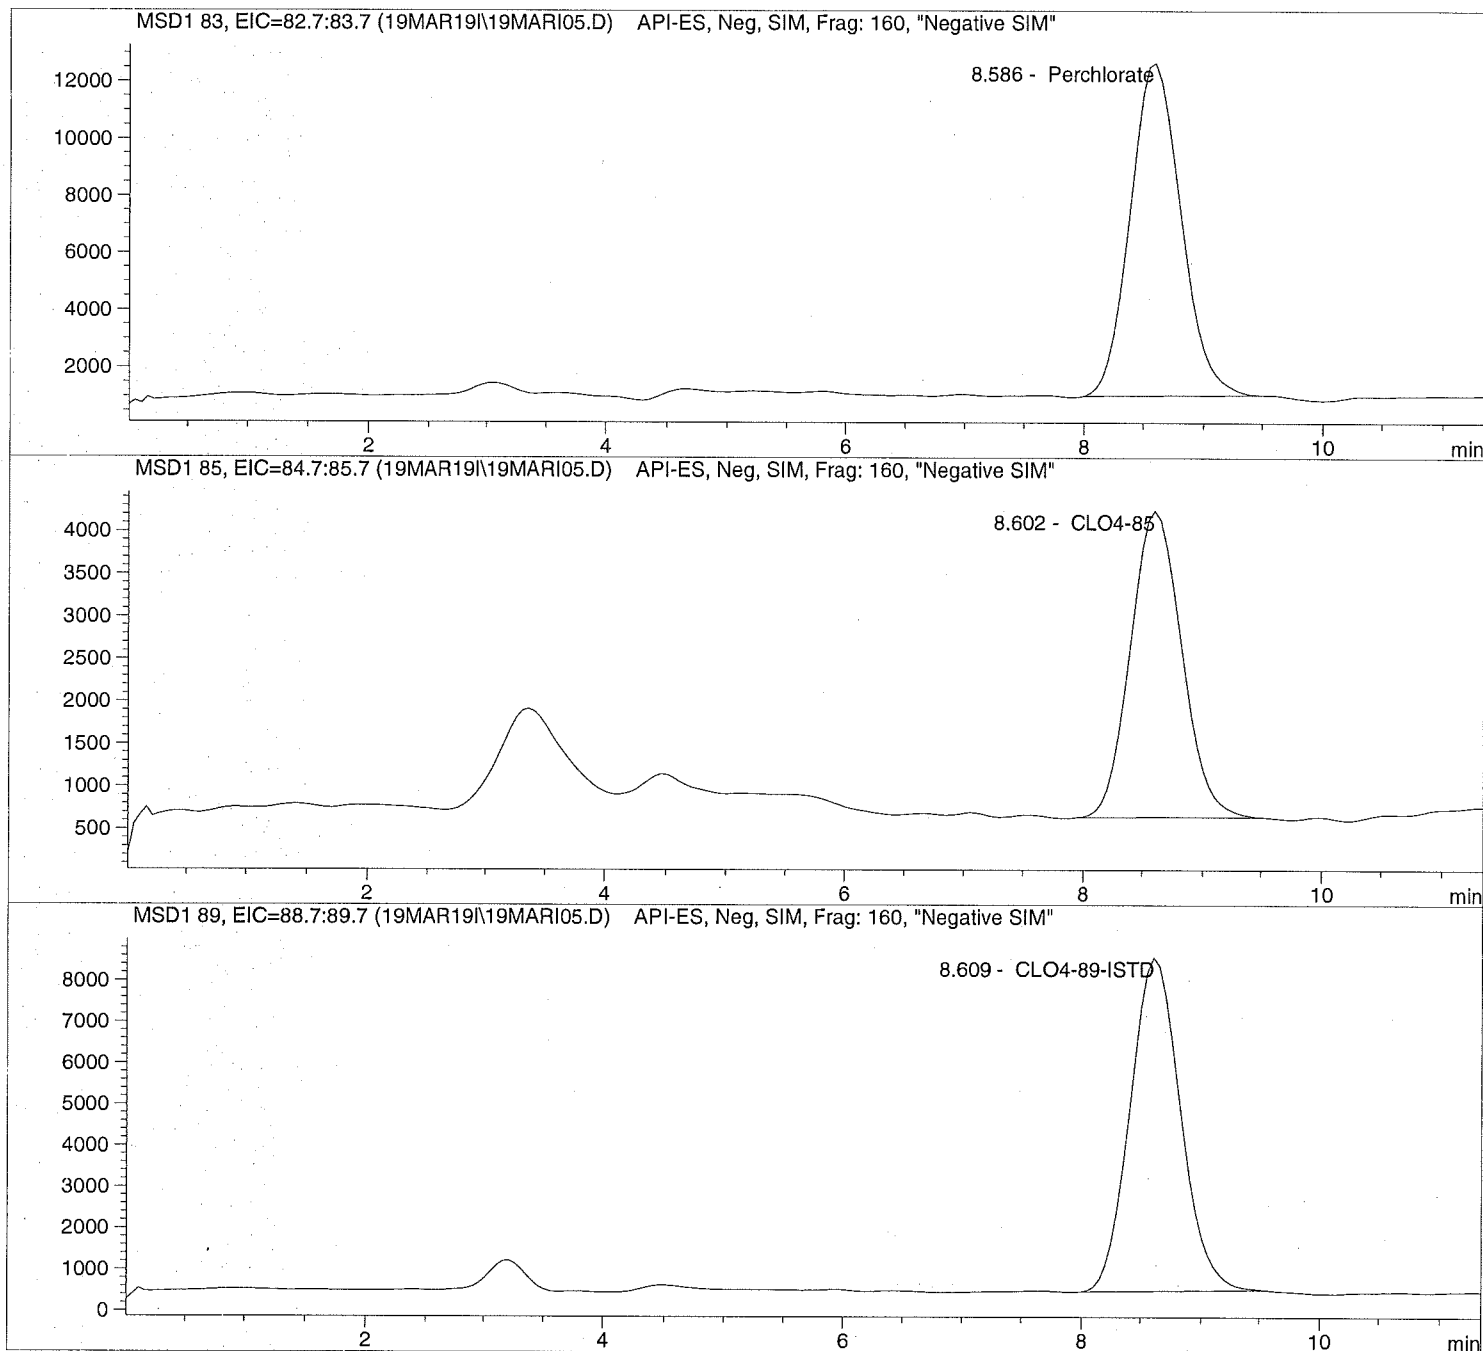 MSD1 83, EIC=82.7:83.7 (19MAR19I\19MARI05.D) API-ES, Neg, SIM, Frag: 160, "Negative SIM"
12000
10000
8000
6000
4000
2000
8.586 - Perchlorate
2 4 6 8 10 min
MSD1 85, EIC=84.7:85.7 (19MAR19I\19MARI05.D) API-ES, Neg, SIM, Frag: 160, "Negative SIM"
4000
3500
3000
2500
2000
1500
1000
500
8.602 - CLO4-85
2 4 6 8 10 min
MSD1 89, EIC=88.7:89.7 (19MAR19I\19MARI05.D) API-ES, Neg, SIM, Frag: 160, "Negative SIM"
8000
7000
6000
5000
4000
3000
2000
1000
0
8.609 - CLO4-89-ISTD
2 4 6 8 10 min